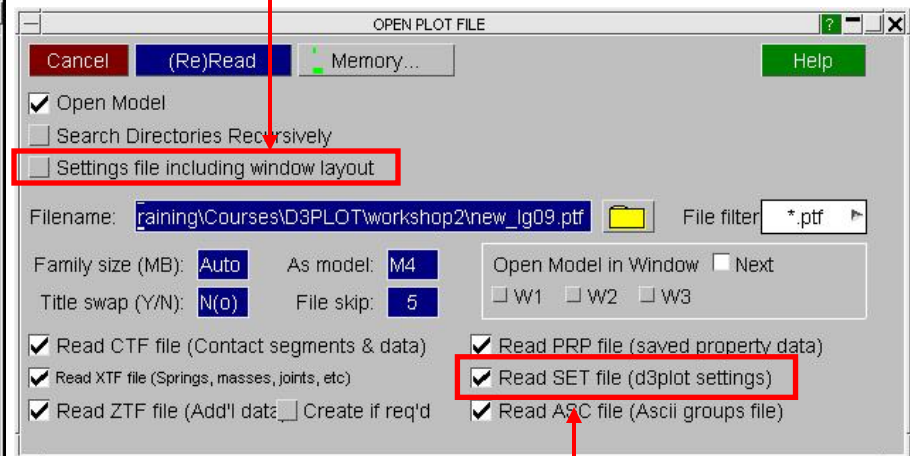 OPEN PLOT FILE ?
Cancel (Re)Read Memory... Help
Open Model
Search Directories Recursively
Settings file including window layout
Filename: raining\Courses\D3PLOT\workshop2\new_lg09.ptf File filter *.ptf
Family size (MB): Auto As model: M4 Open Model in Window Next
Title swap (Y/N): N(o) File skip: 5 W1 W2 W3
Read CTF file (Contact segments & data) Read PRP file (saved property data)
Read XTF file (Springs, masses, joints, etc) Read SET file (d3plot settings)
Read ZTF file (Add'l data Create if req'd Read ASC file (Ascii groups file)